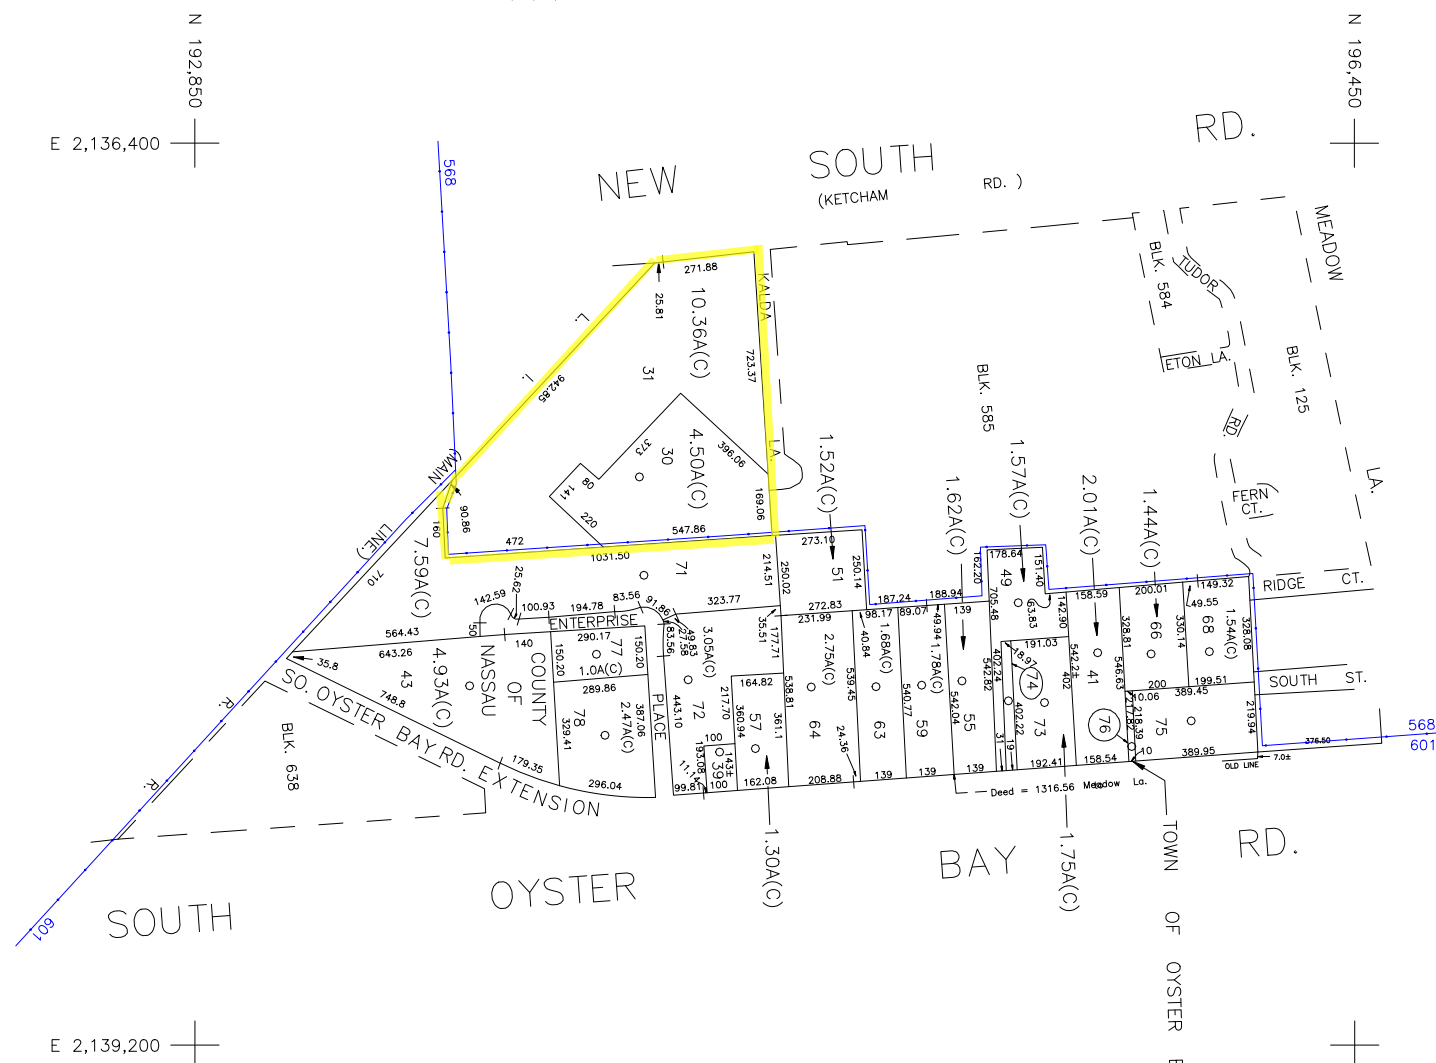 N 192,850
N 196,450
E 2,136,400
NEW SOUTH RD.
(KETCHAM RD. )
568
MEADOW
LA.
BLK. 584
TUDOR
RD.
ETON LA.
BLK. 125
FERN
CT.
BLK. 585
KALDA
LA.
271.88
25.81
10.36A(C)
31
723.37
L.
I.
942.85
(MAIN
LINE.)
R.
R.
373
396.06
4.50A(C)
30
80
141
220
169.06
547.86
90.86
160
472
1031.50
7.59A(C)
71
710
25.62
142.59
50
100.93
194.78
83.56
91.86
ENTERPRISE
PLACE
323.77
214.51
250.02
273.10
1.52A(C)
51
250.14
272.83
35.51
231.99
564.43
643.26
35.8
140
290.17
77
1.0A(C)
150.20
150.20
289.86
78
2.47A(C)
387.06
329.41
296.04
83.56
27.58
49.83
3.05A(C)
72
443.10
217.70
177.71
164.82
57
360.94
361.1
538.81
100
193.08
39
143±
11.14
99.81
100
162.08
1.30A(C)
4.93A(C)
43
748.8
NASSAU
OF
COUNTY
179.35
SO. OYSTER BAY RD. EXTENSION
BLK. 638
2.75A(C)
64
40.84
539.45
24.36
208.88
98.17
187.24
188.94
89.07
1.68A(C)
63
540.77
139
49.94
1.78A(C)
59
139
139
1.62A(C)
55
542.04
139
162.20
178.64
151.40
1.57A(C)
49
705.48
63.83
142.90
191.03
18.97
74
402.24
542.82
402.22
31
19
73
542.2±
402
192.41
1.75A(C)
2.01A(C)
158.59
41
328.81
546.63
158.54
1.44A(C)
200.01
66
330.14
200
149.32
49.55
68
1.54A(C)
328.08
199.51
389.45
10.06
217.82
218.39
76
75
10
389.95
219.94
RIDGE CT.
SOUTH ST.
376.50
568
601
OLD LINE
7.0±
Deed = 1316.56 Meadow La.
TOWN OF OYSTER
SOUTH OYSTER BAY RD.
601
E 2,139,200